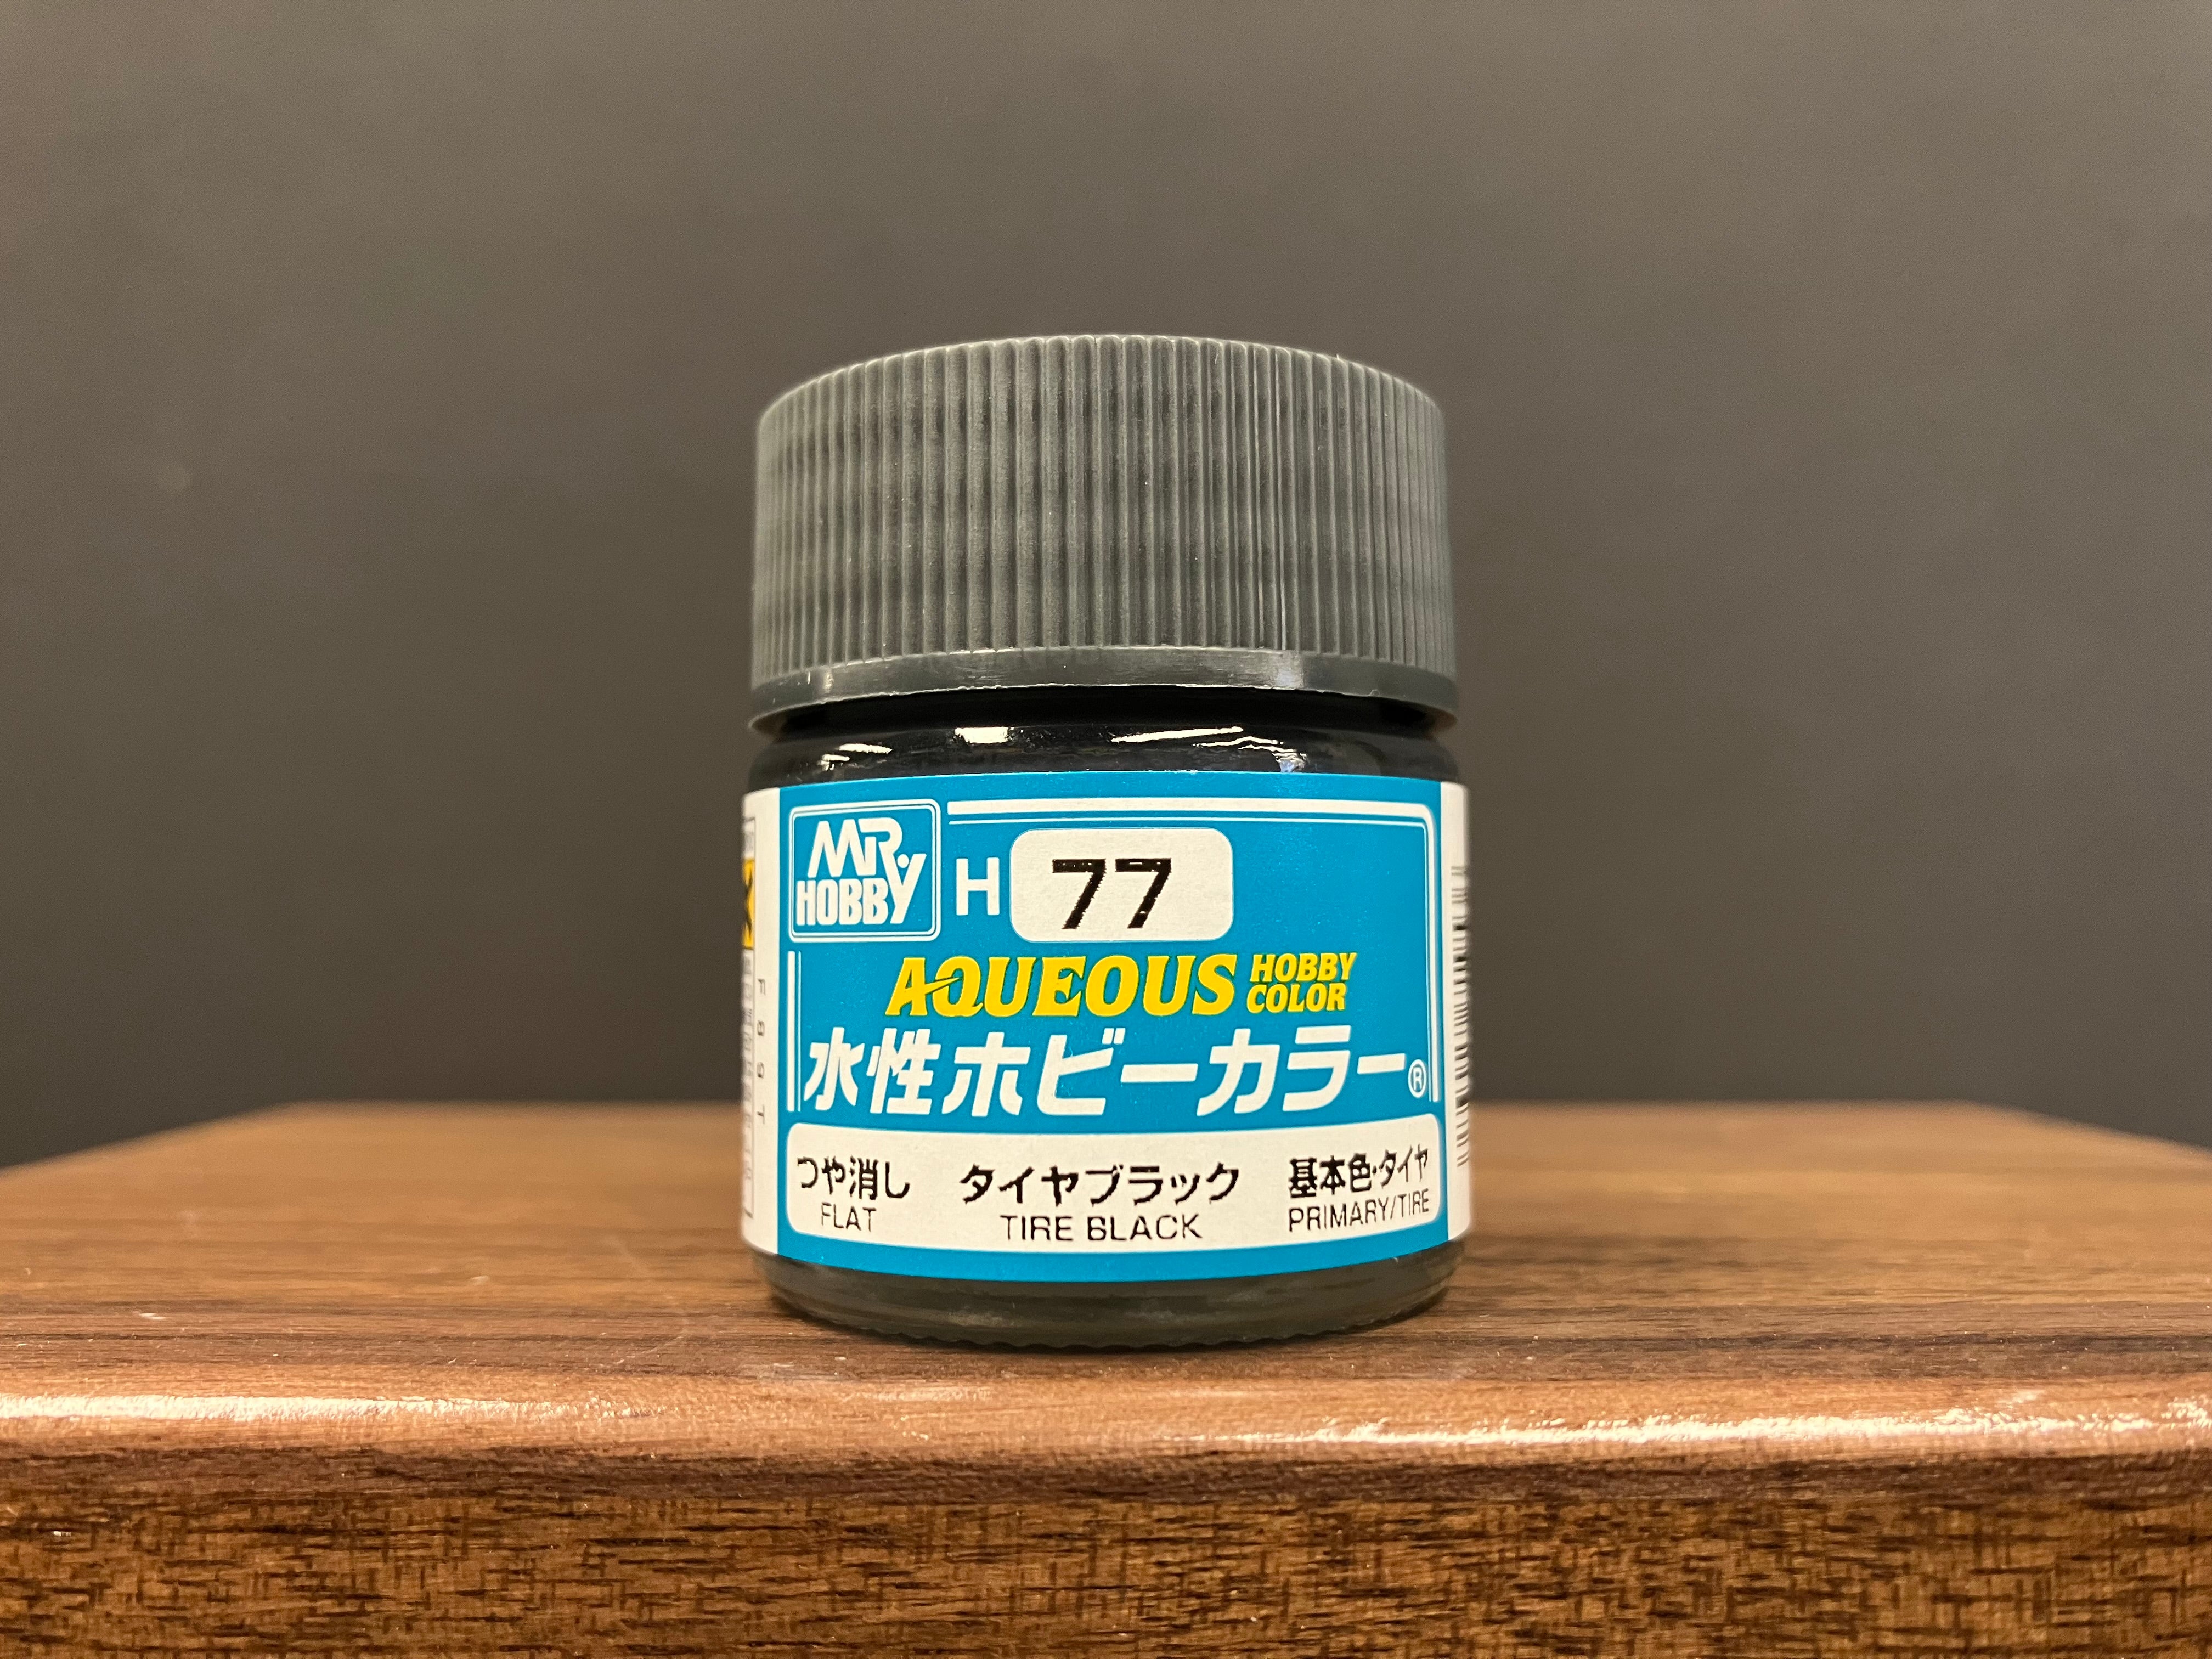 MR. HOBBY
H 77
AQUEOUS HOBBY COLOR
水性ホビーカラー®
つや消し タイヤブラック 基本色・タイヤ
FLAT TIRE BLACK PRIMARY/TIRE